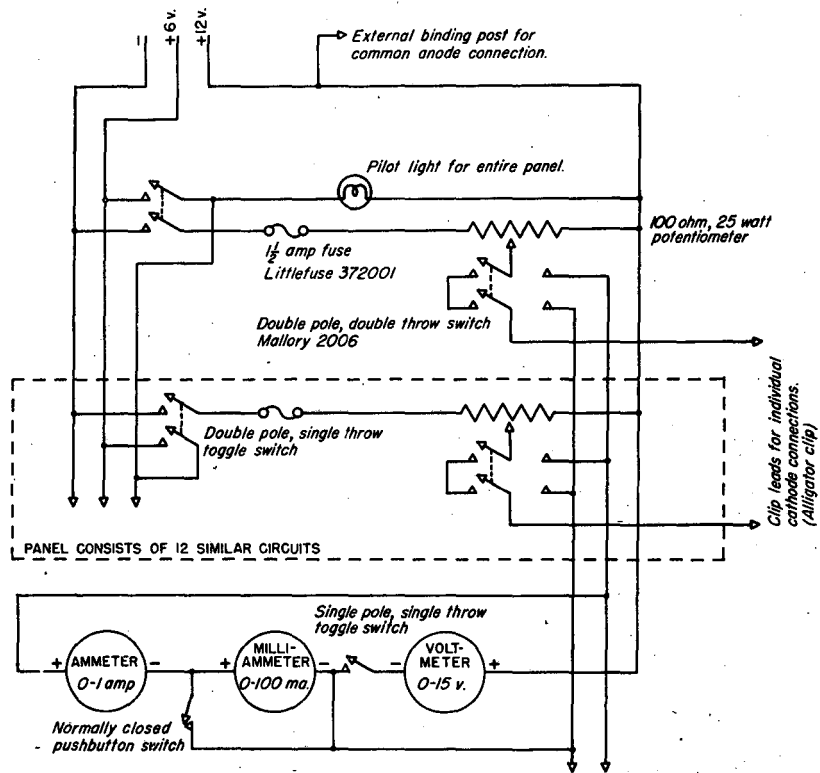 −
+6v.
+12v.
External binding post for
common anode connection.
Pilot light for entire panel.
1½ amp fuse
Littlefuse 372001
100 ohm, 25 watt
potentiometer
Double pole, double throw switch
Mallory 2006
Double pole, single throw
toggle switch
Clip leads for individual
cathode connections.
(Alligator clip)
PANEL CONSISTS OF 12 SIMILAR CIRCUITS
Single pole, single throw
toggle switch
+ AMMETER −
0-1 amp
+ MILLI- −
AMMETER
0-100 ma.
− VOLT- +
METER
0-15 v.
Normally closed
pushbutton switch